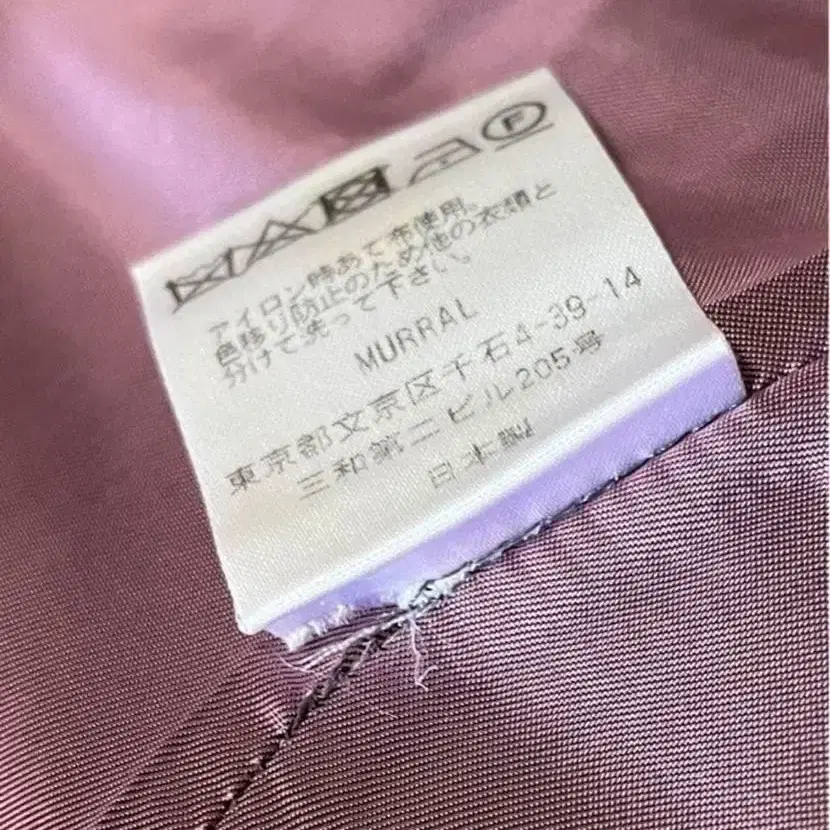 F
アイロン時あて布使用。
色移り防止のため他の衣類と
分けて洗って下さい。
MURRAL
東京都文京区千石4-39-14
三和第二ビル205号
日本製